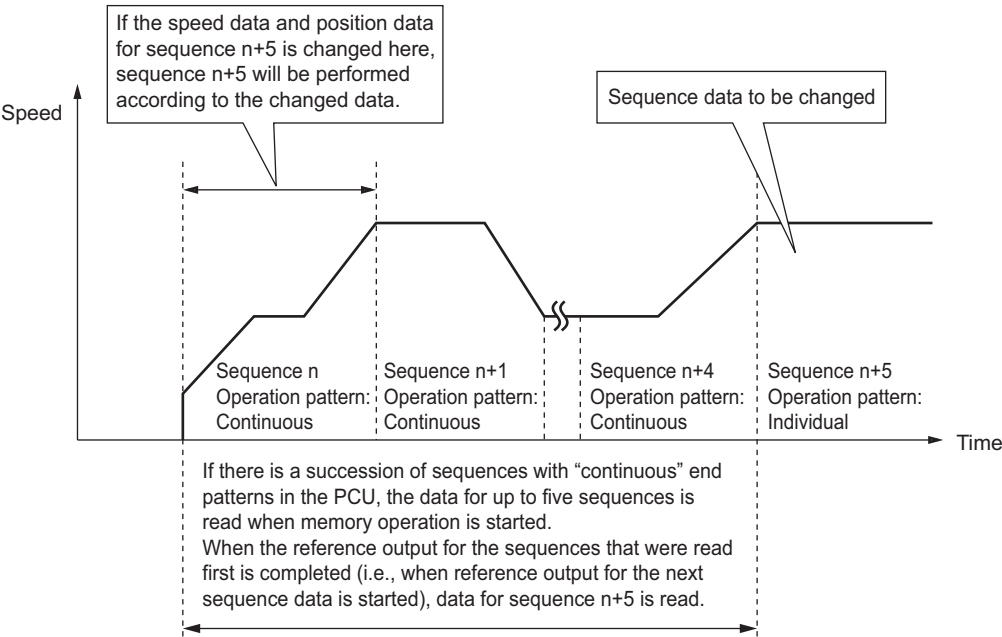 If the speed data and position data
for sequence n+5 is changed here,
sequence n+5 will be performed
according to the changed data.
Speed
Sequence data to be changed
Sequence n
Operation pattern:
Continuous
Sequence n+1
Operation pattern:
Continuous
Sequence n+4
Operation pattern:
Continuous
Sequence n+5
Operation pattern:
Individual
Time
If there is a succession of sequences with “continuous” end
patterns in the PCU, the data for up to five sequences is
read when memory operation is started.
When the reference output for the sequences that were read
first is completed (i.e., when reference output for the next
sequence data is started), data for sequence n+5 is read.